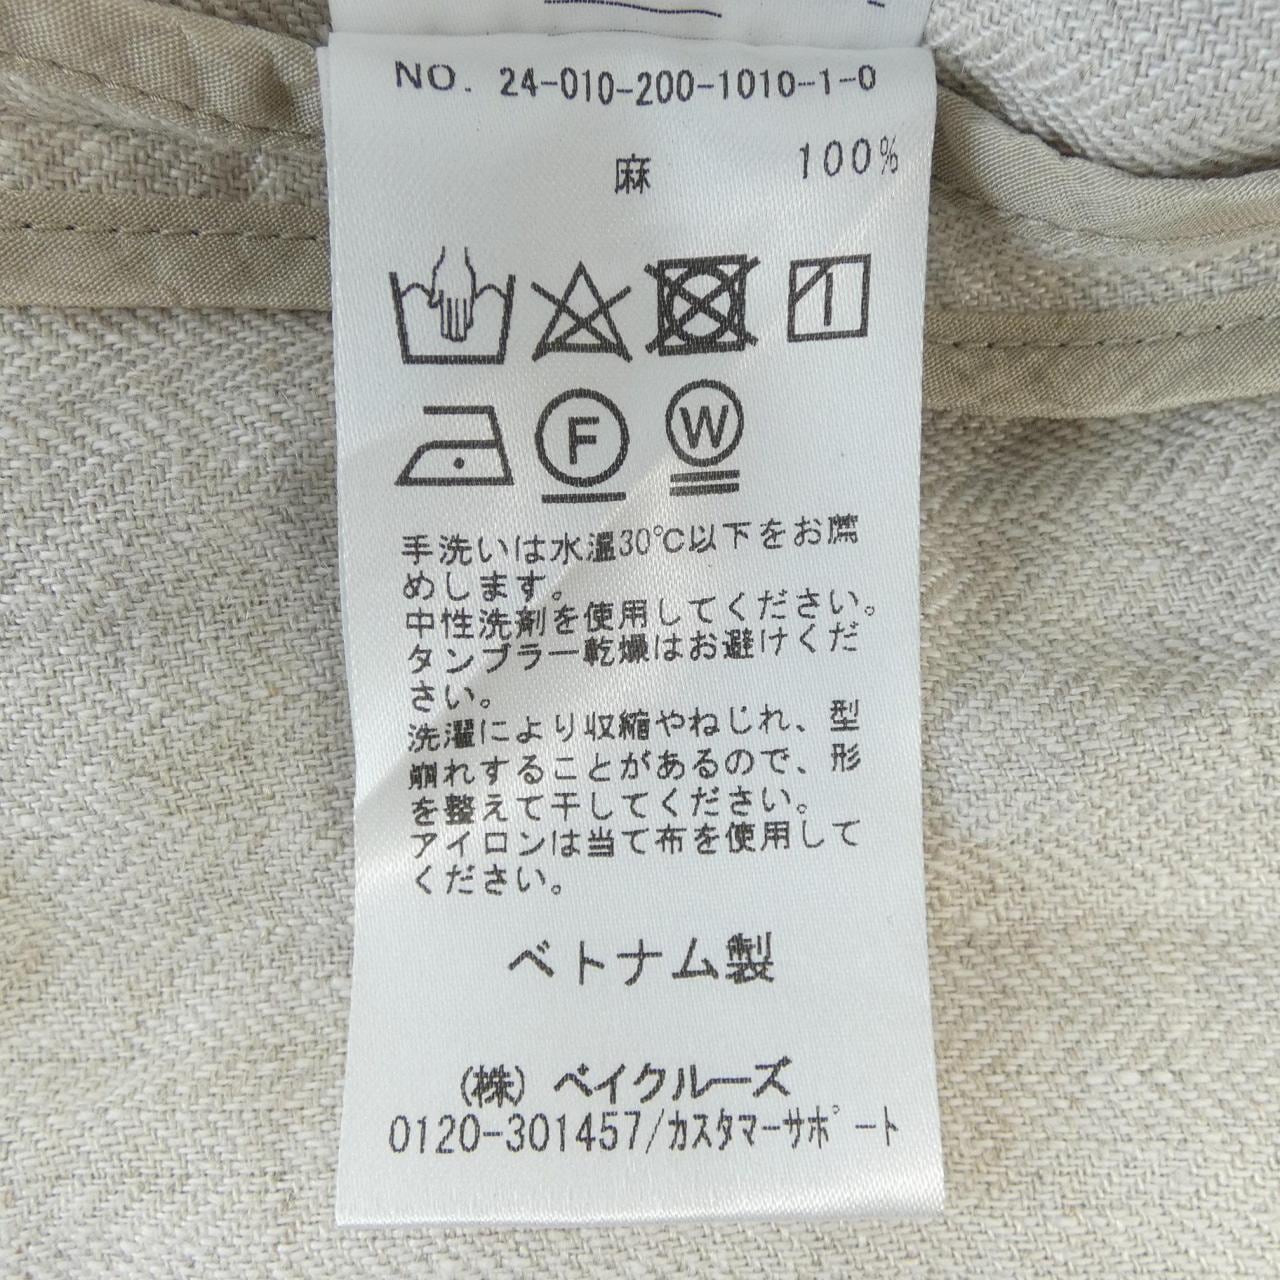 NO. 24-010-200-1010-1-0
麻 100%
F W
手洗いは水温30℃以下をお薦
めします。
中性洗剤を使用してください。
タンブラー乾燥はお避けくだ
さい。
洗濯により収縮やねじれ、型
崩れすることがあるので、形
を整えて干してください。
アイロンは当て布を使用して
ください。
ベトナム製
(株) ベイクルーズ
0120-301457/カスタマーサポート